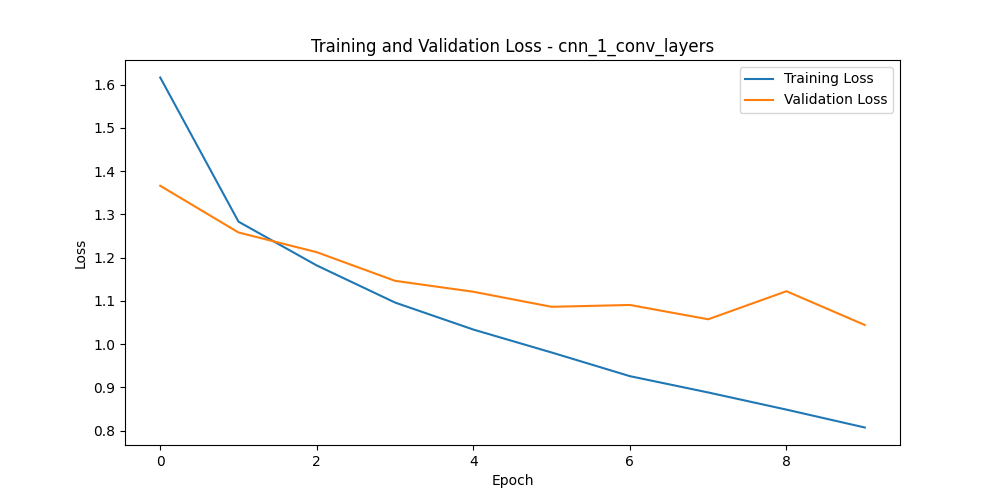 Training and Validation Loss - cnn_1_conv_layers
Training Loss
Validation Loss
1.6
1.5
1.4
1.3
1.2
1.1
1.0
0.9
0.8
Loss
0 2 4 6 8
Epoch